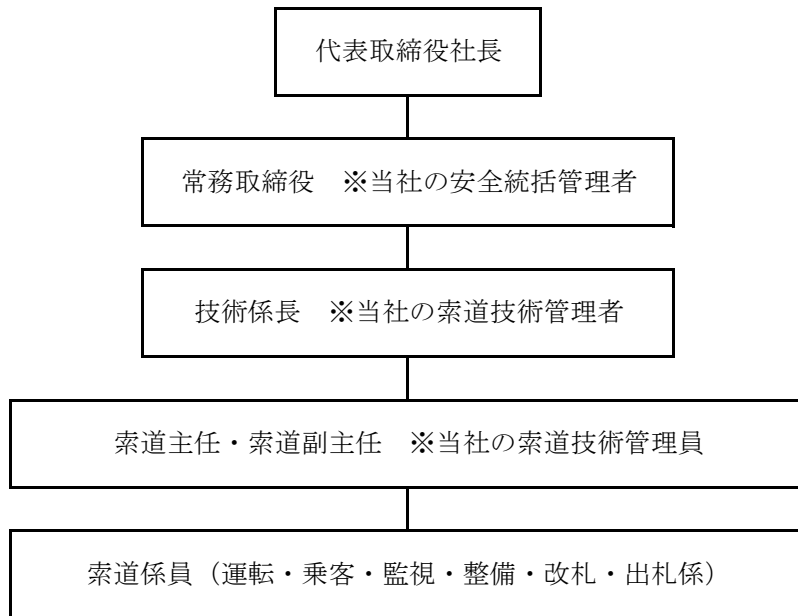 代表取締役社長
常務取締役　※当社の安全統括管理者
技術係長　※当社の索道技術管理者
索道主任・索道副主任　※当社の索道技術管理員
索道係員（運転・乗客・監視・整備・改札・出札係）